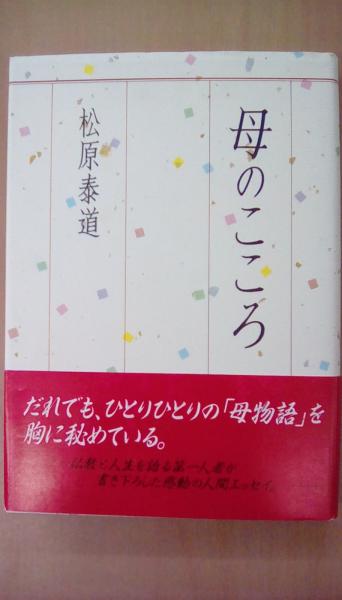 母のこころ
松原泰道
だれでも、ひとりひとりの「母物語」を
胸に秘めている。
仏教と人生を語る第一人者が
書き下ろした感動の人間エッセイ。